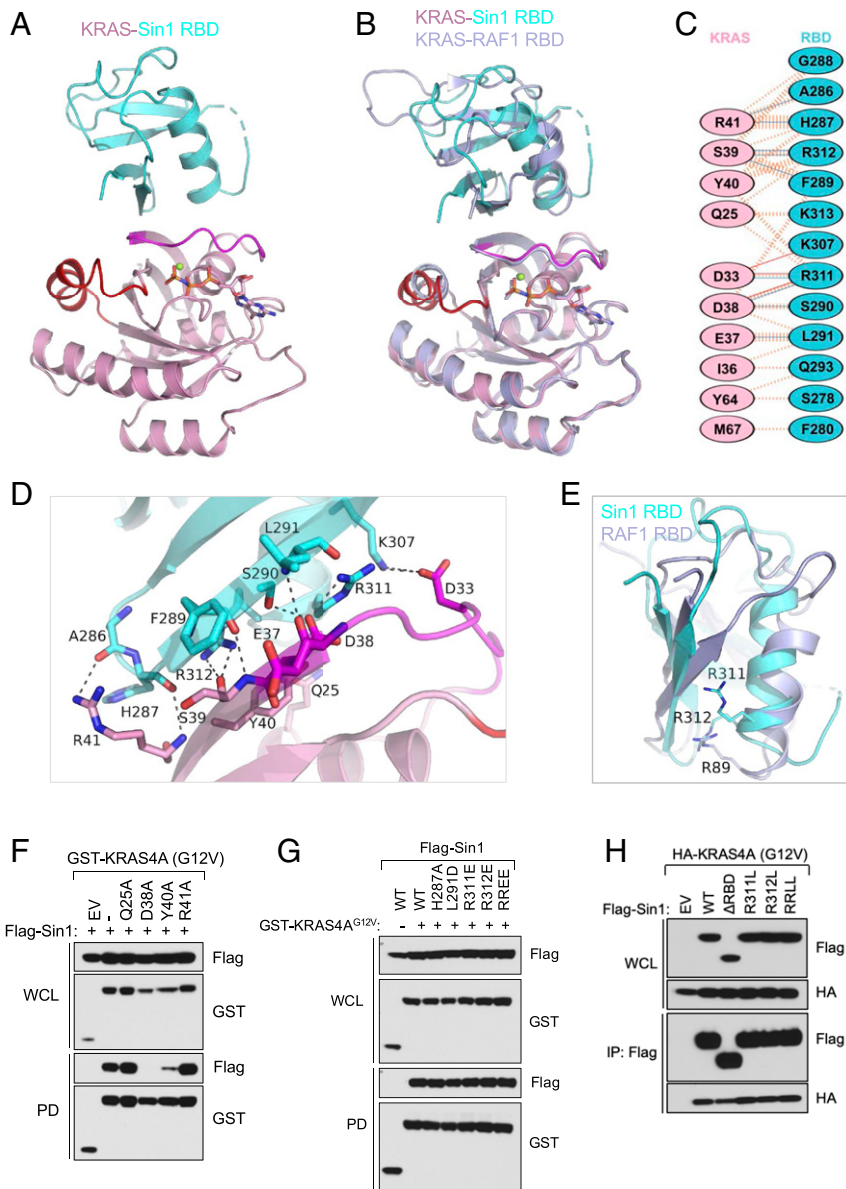 A
KRAS-Sin1 RBD
B
KRAS-Sin1 RBD
KRAS-RAF1 RBD
C
KRAS
RBD
G288
A286
R41
H287
S39
R312
Y40
F289
Q25
K313
K307
D33
R311
D38
S290
E37
L291
I36
Q293
Y64
S278
M67
F280
D
L291
K307
S290
R311
D33
F289
E37
D38
A286
R312
Q25
H287
S39
Y40
R41
E
Sin1 RBD
RAF1 RBD
R311
R312
R89
F
GST-KRAS4A (G12V)
EV
-
Q25A
D38A
Y40A
R41A
Flag-Sin1: + + + + + +
Flag
WCL
GST
Flag
PD
GST
G
Flag-Sin1
WT
WT
H287A
L291D
R311E
R312E
RREE
GST-KRAS4A^G12V: - + + + + + +
Flag
WCL
GST
Flag
PD
GST
H
HA-KRAS4A (G12V)
Flag-Sin1:
EV
WT
ΔRBD
R311L
R312L
RRLL
Flag
WCL
HA
Flag
IP: Flag
HA